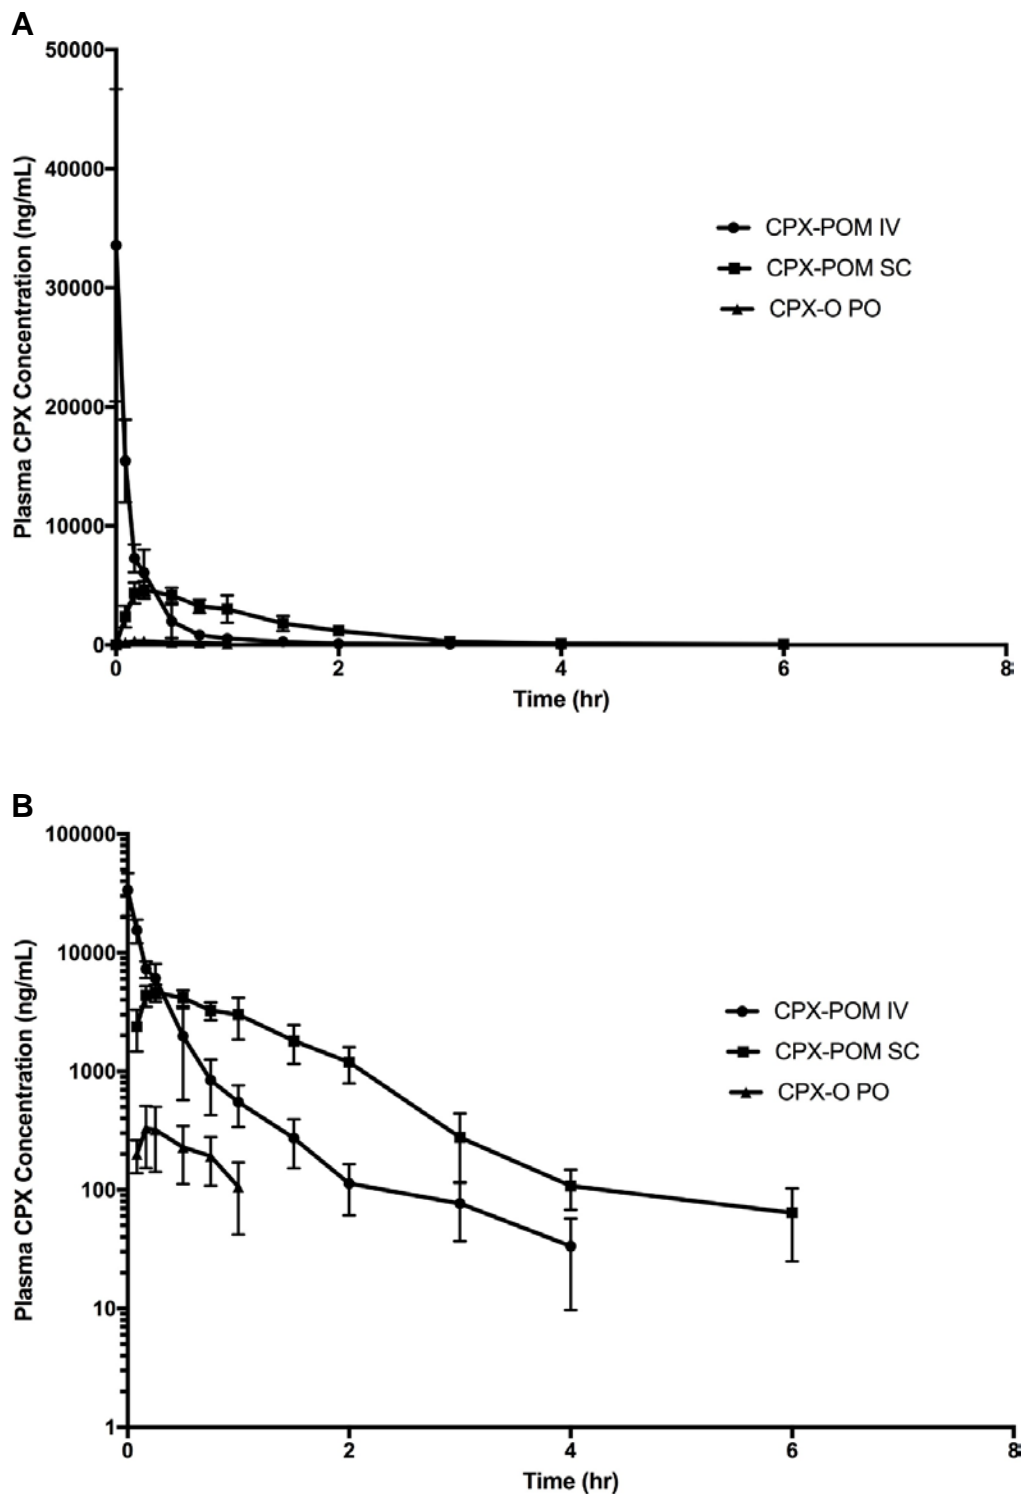 A
Plasma CPX Concentration (ng/mL)
50000
40000
30000
20000
10000
0
0 2 4 6 8
Time (hr)
CPX-POM IV
CPX-POM SC
CPX-O PO
B
Plasma CPX Concentration (ng/mL)
100000
10000
1000
100
10
1
0 2 4 6 8
Time (hr)
CPX-POM IV
CPX-POM SC
CPX-O PO